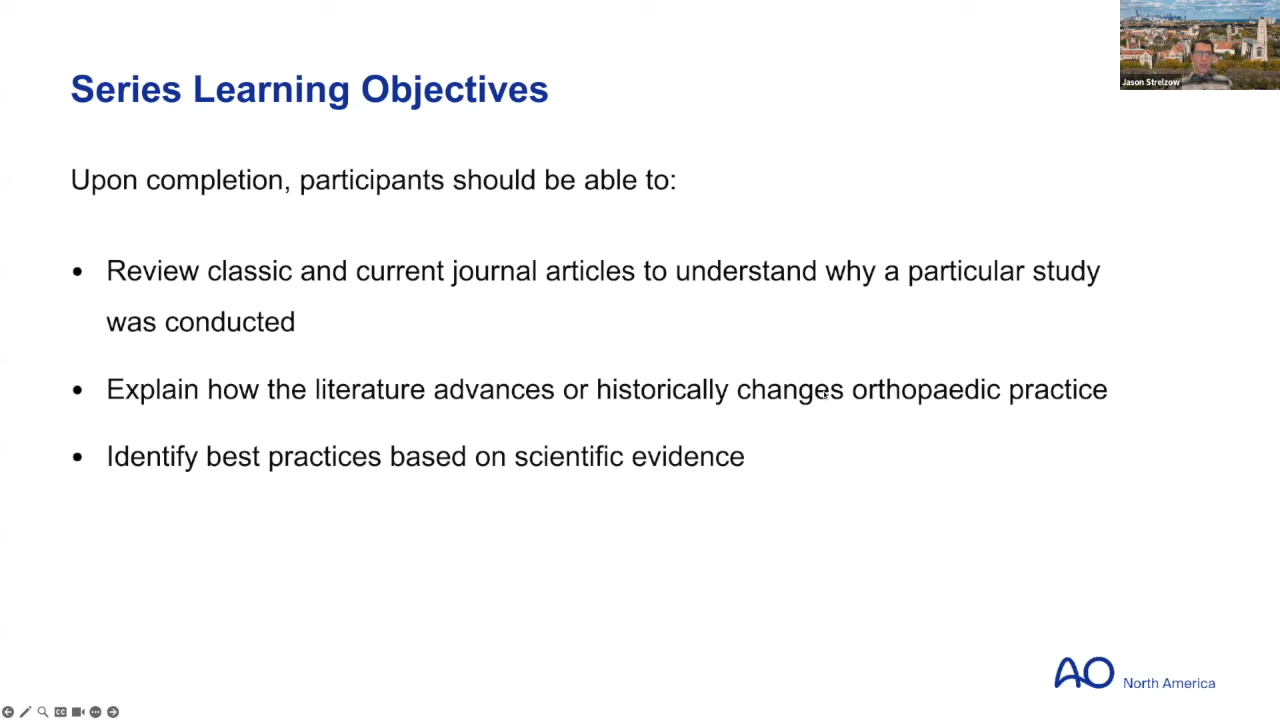 Series Learning Objectives
Jason Strelzow
Upon completion, participants should be able to:
• Review classic and current journal articles to understand why a particular study
was conducted
• Explain how the literature advances or historically changes orthopaedic practice
• Identify best practices based on scientific evidence
AO North America
CC